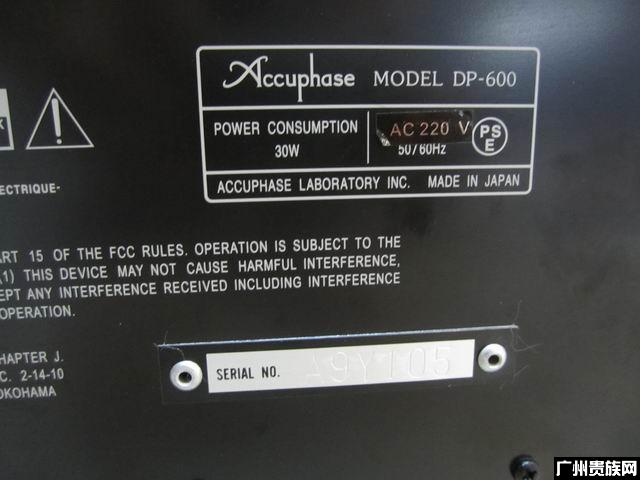 Accuphase MODEL DP-600
POWER CONSUMPTION
30W
AC 220 V
50/60Hz
PS
E
ACCUPHASE LABORATORY INC. MADE IN JAPAN
ECTRIQUE-
ART 15 OF THE FCC RULES. OPERATION IS SUBJECT TO THE
(1) THIS DEVICE MAY NOT CAUSE HARMFUL INTERFERENCE,
EPT ANY INTERFERENCE RECEIVED INCLUDING INTERFERENCE
OPERATION.
HAPTER J.
C. 2-14-10
OKOHAMA
SERIAL NO. A9Y105
广州贵族网